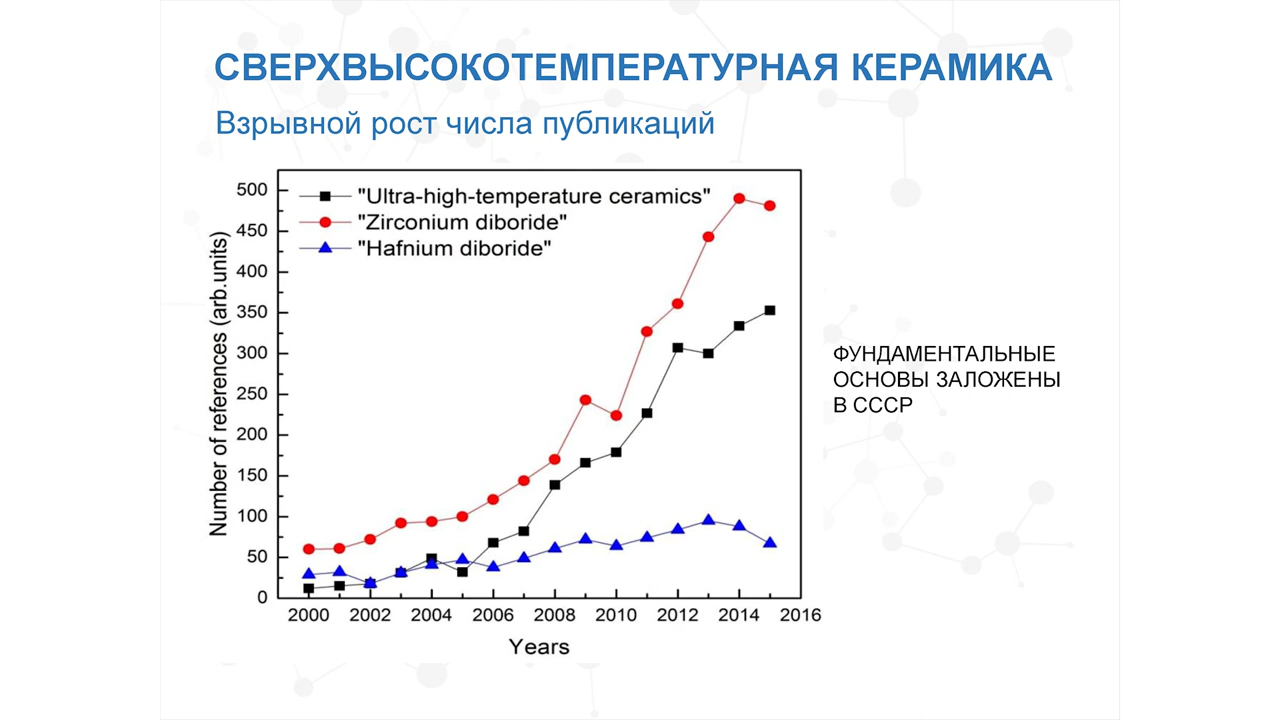 СВЕРХВЫСОКОТЕМПЕРАТУРНАЯ КЕРАМИКА
Взрывной рост числа публикаций
"Ultra-high-temperature ceramics"
"Zirconium diboride"
"Hafnium diboride"
Number of references (arb.units)
500
450
400
350
300
250
200
150
100
50
0
2000 2002 2004 2006 2008 2010 2012 2014 2016
Years
ФУНДАМЕНТАЛЬНЫЕ
ОСНОВЫ ЗАЛОЖЕНЫ
В СССР